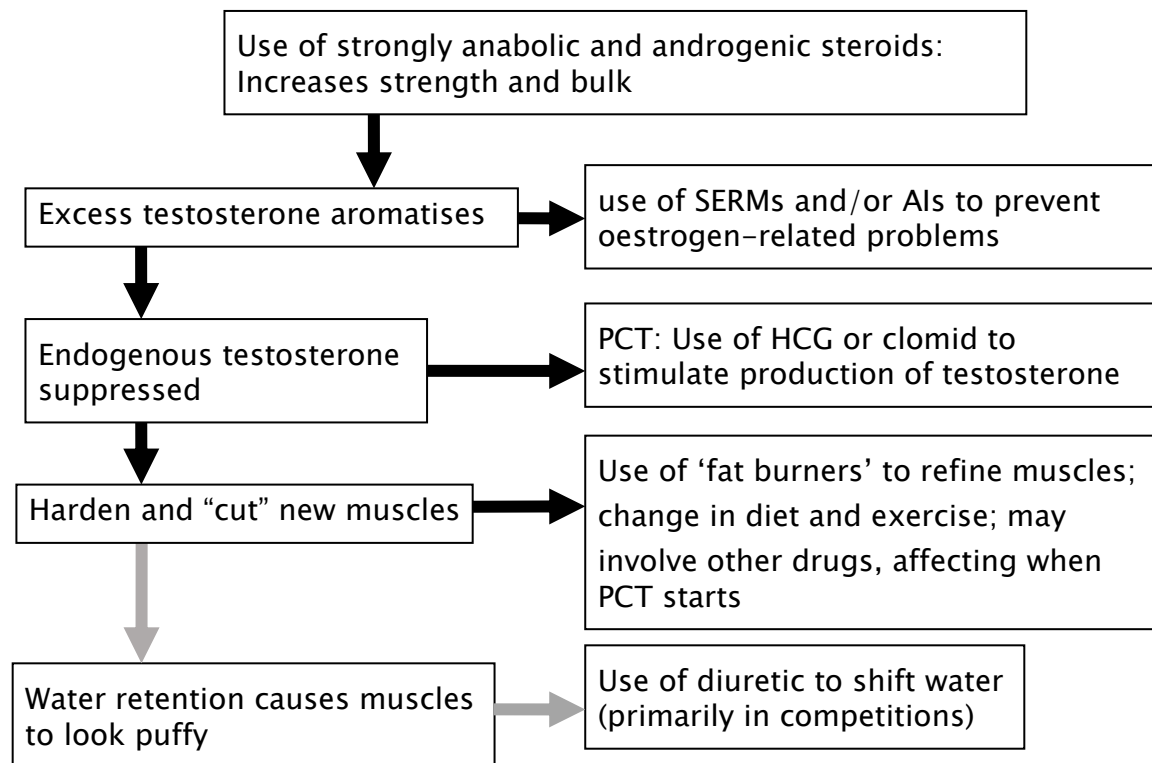 Use of strongly anabolic and androgenic steroids:
Increases strength and bulk
Excess testosterone aromatises
use of SERMs and/or AIs to prevent
oestrogen-related problems
Endogenous testosterone
suppressed
PCT: Use of HCG or clomid to
stimulate production of testosterone
Harden and “cut” new muscles
Use of ‘fat burners’ to refine muscles;
change in diet and exercise; may
involve other drugs, affecting when
PCT starts
Water retention causes muscles
to look puffy
Use of diuretic to shift water
(primarily in competitions)